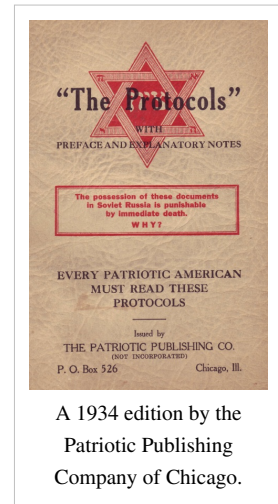 "The Protocols"
WITH
PREFACE AND EXPLANATORY NOTES
The possession of these documents
in Soviet Russia is punishable
by immediate death.
WHY?
EVERY PATRIOTIC AMERICAN
MUST READ THESE
PROTOCOLS
Issued by
THE PATRIOTIC PUBLISHING CO.
(NOT INCORPORATED)
P. O. Box 526 Chicago, Ill.
A 1934 edition by the
Patriotic Publishing
Company of Chicago.